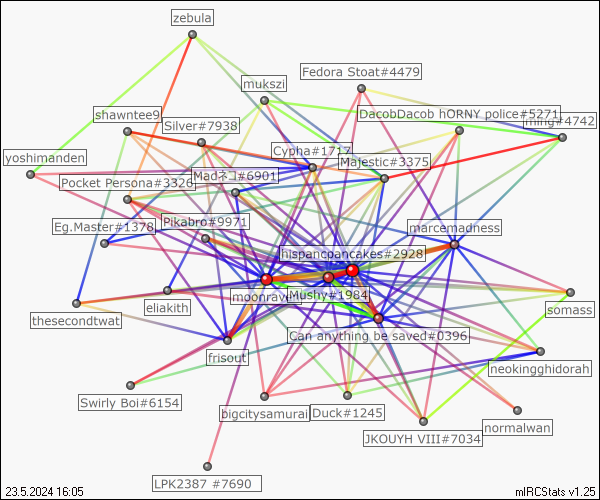 zebula
Fedora Stoat#4479
mukszi
shawntee9
DacobDacob hORNY police#5271
#4742
Silver#7938
Cypha#1717
Majestic#3375
yoshimanden
Pocket Persona#3326
Madネコ#6901
Eg.Master#1378
Pikabro#9971
marcemadness
hispancoancakes#2928
moonray
Mushy#1984
eliakith
somass
thesecondtwat
Can anything be saved#0396
frisout
neokingghidorah
Swirly Boi#6154
bigcitysamurai
Duck#1245
normalwan
JKOUYH VIII#7034
LPK2387 #7690
23.5.2024 16:05
mIRCStats v1.25